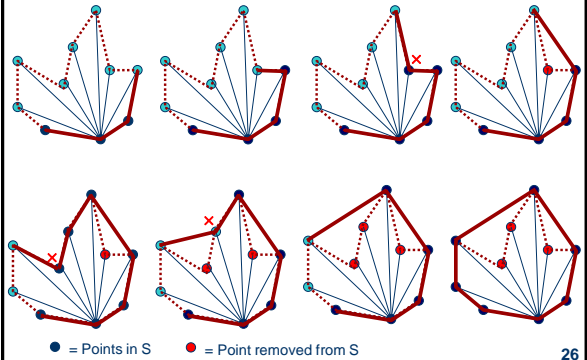 = Points in S
= Point removed from S
26